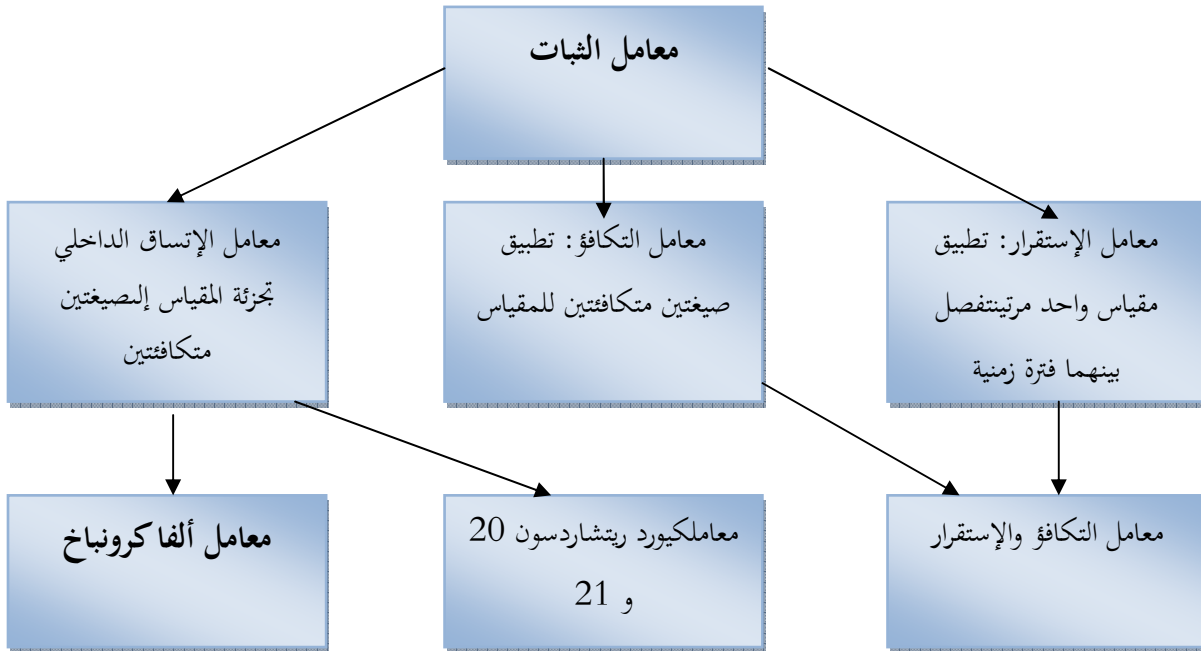 معامل الثبات
معامل الإستقرار: تطبيق
مقياس واحد مرتينتفصل
بينهما فترة زمنية
معامل التكافؤ: تطبيق
صيغتين متكافئتين للمقياس
معامل الإتساق الداخلي
تجزئة المقياس إلىصيغتين
متكافئتين
معامل التكافؤ والإستقرار
معاملكيورد ريتشاردسون 20
و 21
معامل ألفا كرونباخ